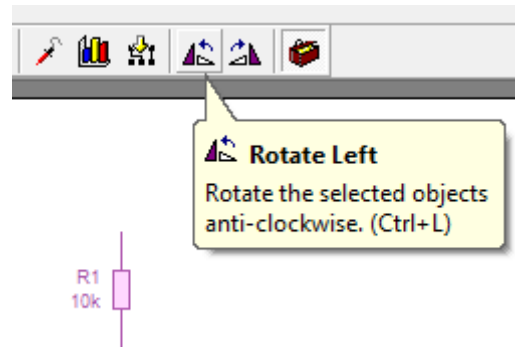 Rotate Left
Rotate the selected objects
anti-clockwise. (Ctrl+L)
R1
10k